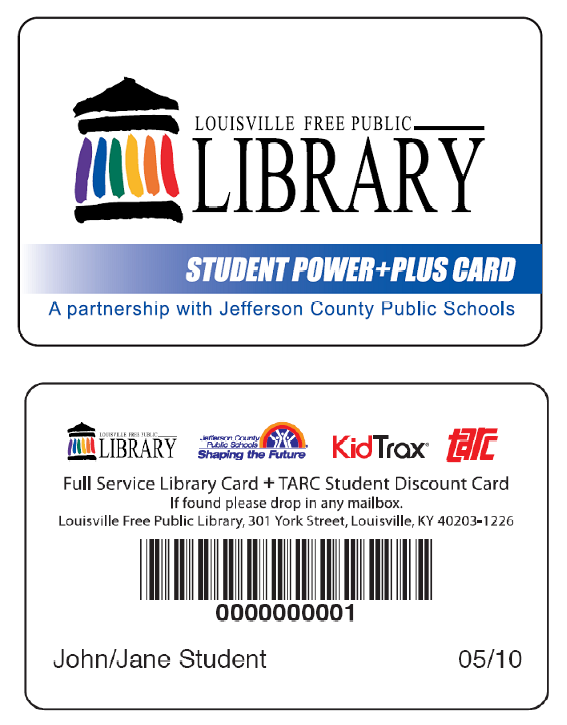 LOUISVILLE FREE PUBLIC
LIBRARY
STUDENT POWER+PLUS CARD
A partnership with Jefferson County Public Schools
LOUISVILLE FREE PUBLIC
LIBRARY
Jefferson County
Public Schools
Shaping the Future
KidTrax®
tarc
Full Service Library Card + TARC Student Discount Card
If found please drop in any mailbox.
Louisville Free Public Library, 301 York Street, Louisville, KY 40203-1226
0000000001
John/Jane Student 05/10